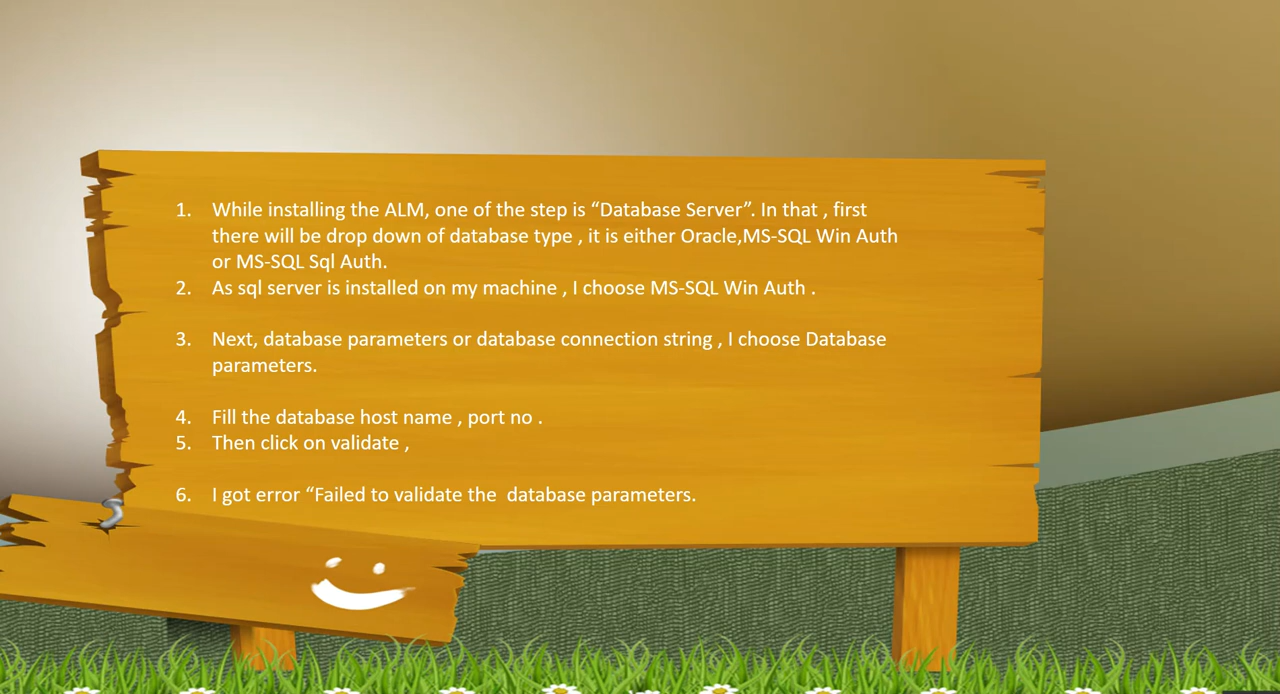 1. While installing the ALM, one of the step is “Database Server”. In that , first
there will be drop down of database type , it is either Oracle,MS-SQL Win Auth
or MS-SQL Sql Auth.
2. As sql server is installed on my machine , I choose MS-SQL Win Auth .
3. Next, database parameters or database connection string , I choose Database
parameters.
4. Fill the database host name , port no .
5. Then click on validate ,
6. I got error “Failed to validate the  database parameters.